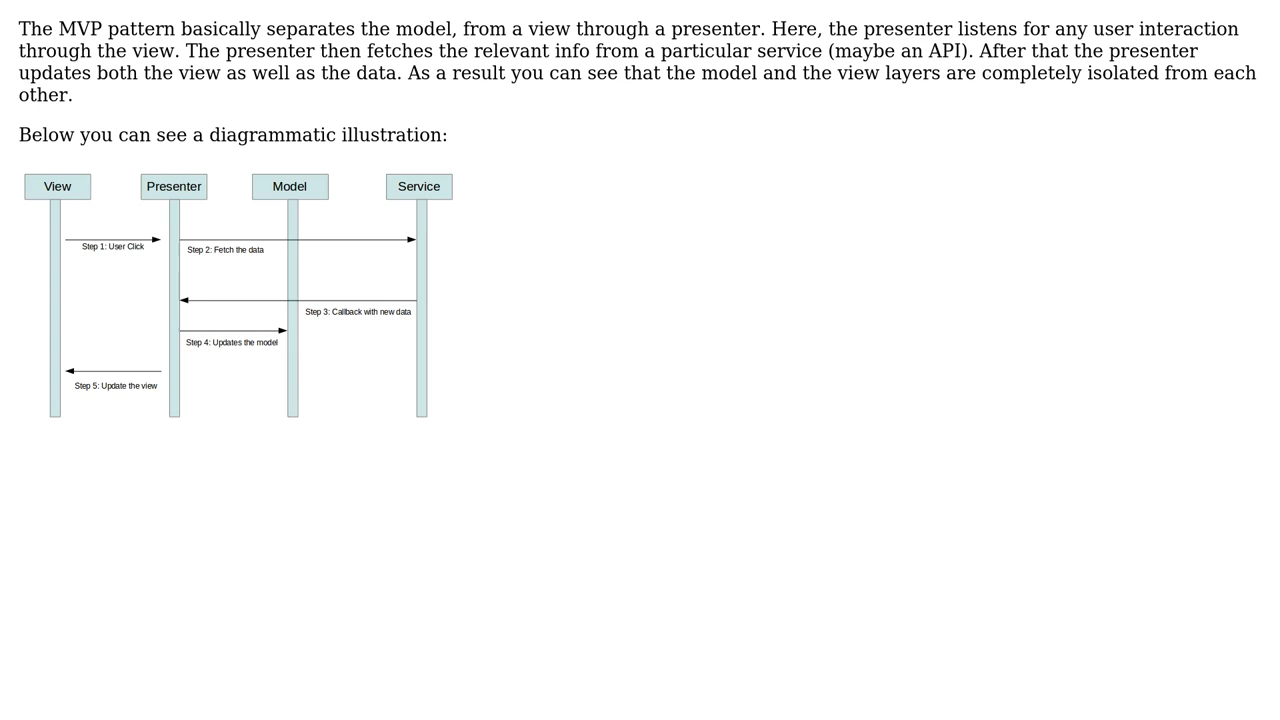 The MVP pattern basically separates the model, from a view through a presenter. Here, the presenter listens for any user interaction
through the view. The presenter then fetches the relevant info from a particular service (maybe an API). After that the presenter
updates both the view as well as the data. As a result you can see that the model and the view layers are completely isolated from each
other.
Below you can see a diagrammatic illustration:
View
Presenter
Model
Service
Step 1: User Click
Step 2: Fetch the data
Step 3: Callback with new data
Step 4: Updates the model
Step 5: Update the view